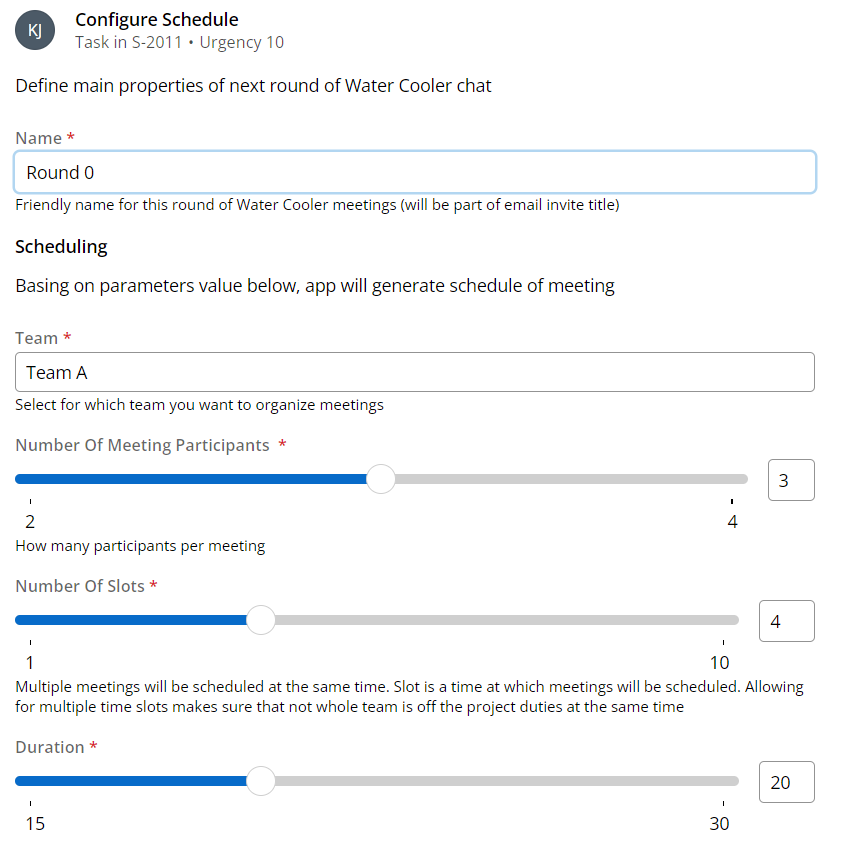 KJ
Configure Schedule
Task in S-2011 • Urgency 10
Define main properties of next round of Water Cooler chat
Name *
Round 0
Friendly name for this round of Water Cooler meetings (will be part of email invite title)
Scheduling
Basing on parameters value below, app will generate schedule of meeting
Team *
Team A
Select for which team you want to organize meetings
Number Of Meeting Participants *
3
2 4
How many participants per meeting
Number Of Slots *
4
1 10
Multiple meetings will be scheduled at the same time. Slot is a time at which meetings will be scheduled. Allowing
for multiple time slots makes sure that not whole team is off the project duties at the same time
Duration *
20
15 30